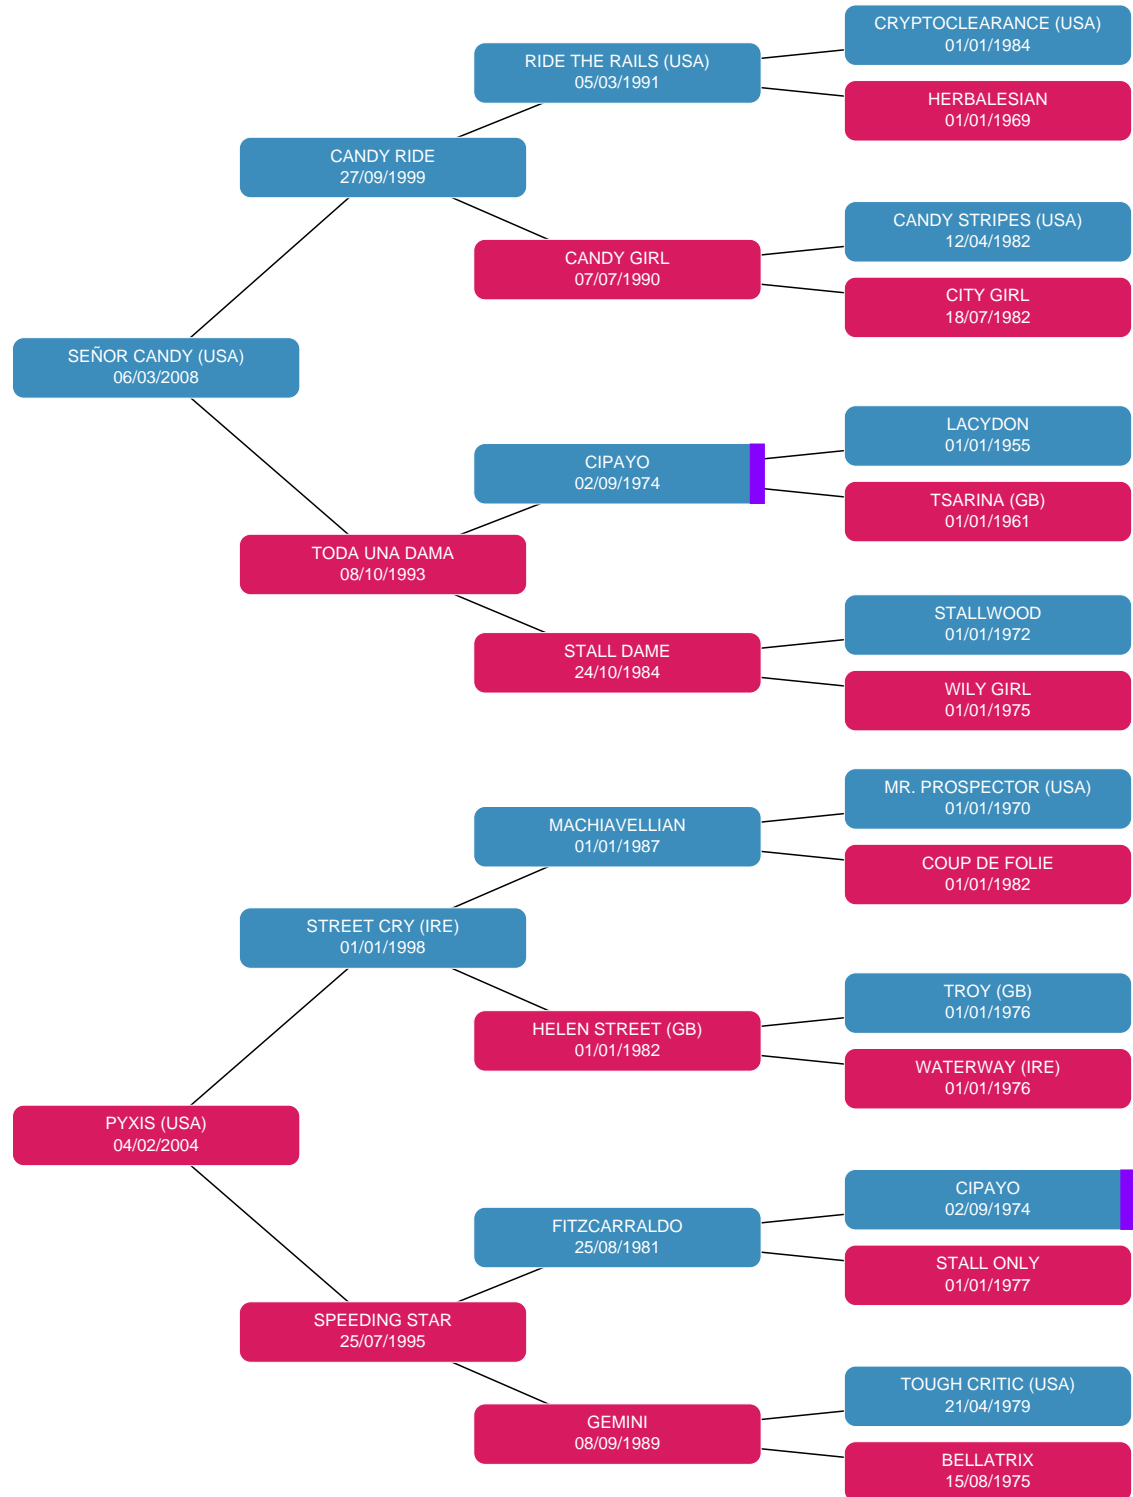 CRYPTOCLEARANCE (USA)
01/01/1984
RIDE THE RAILS (USA)
05/03/1991
HERBALESIAN
01/01/1969
CANDY RIDE
27/09/1999
CANDY STRIPES (USA)
12/04/1982
CANDY GIRL
07/07/1990
CITY GIRL
18/07/1982
SEÑOR CANDY (USA)
06/03/2008
LACYDON
01/01/1955
CIPAYO
02/09/1974
TSARINA (GB)
01/01/1961
TODA UNA DAMA
08/10/1993
STALLWOOD
01/01/1972
STALL DAME
24/10/1984
WILY GIRL
01/01/1975
MR. PROSPECTOR (USA)
01/01/1970
MACHIAVELLIAN
01/01/1987
COUP DE FOLIE
01/01/1982
STREET CRY (IRE)
01/01/1998
TROY (GB)
01/01/1976
HELEN STREET (GB)
01/01/1982
WATERWAY (IRE)
01/01/1976
PYXIS (USA)
04/02/2004
CIPAYO
02/09/1974
FITZCARRALDO
25/08/1981
STALL ONLY
01/01/1977
SPEEDING STAR
25/07/1995
TOUGH CRITIC (USA)
21/04/1979
GEMINI
08/09/1989
BELLATRIX
15/08/1975